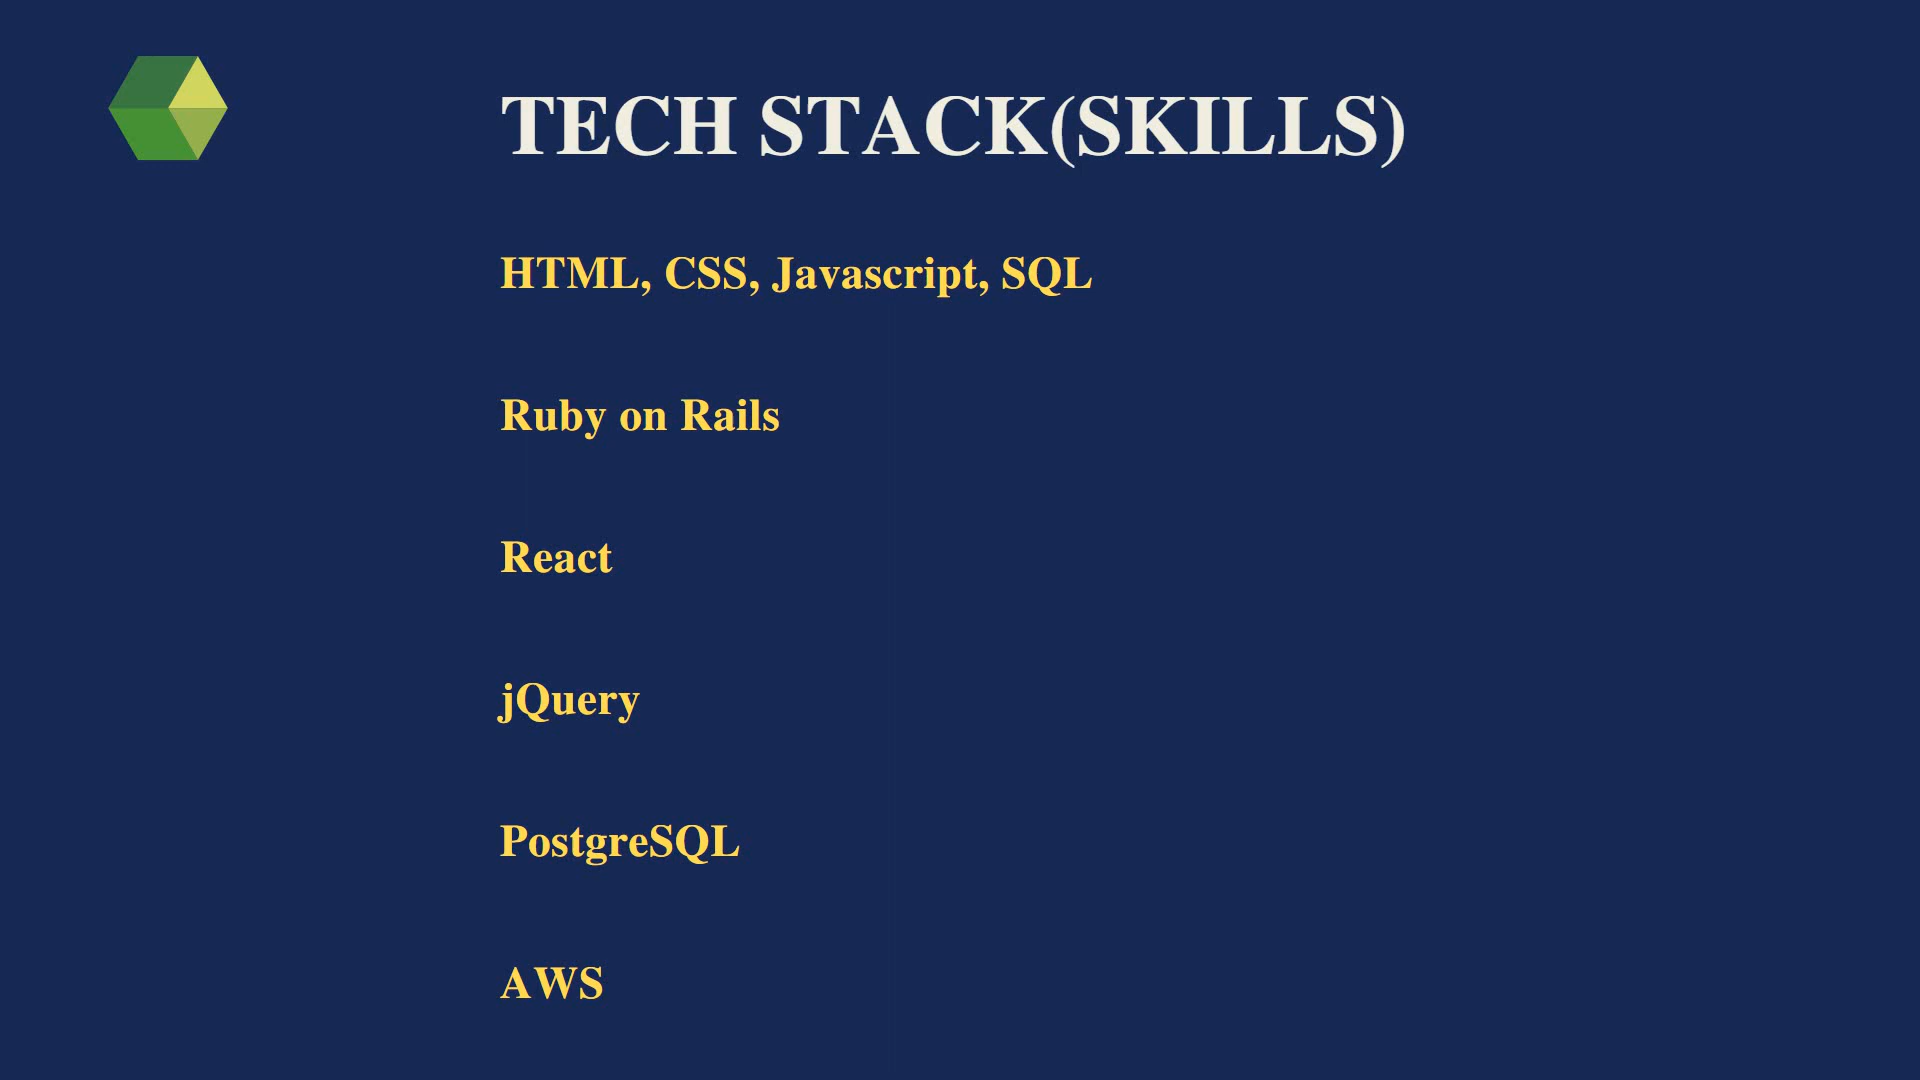 TECH STACK(SKILLS)
HTML, CSS, Javascript, SQL
Ruby on Rails
React
jQuery
PostgreSQL
AWS